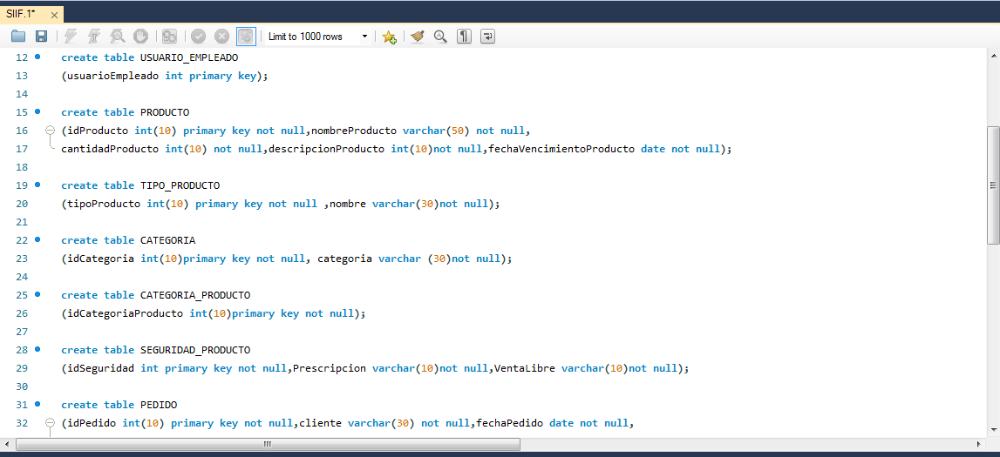 SIIF.1*
Limit to 1000 rows
12 create table USUARIO_EMPLEADO
13 (usuarioEmpleado int primary key);
14
15 create table PRODUCTO
16 (idProducto int(10) primary key not null,nombreProducto varchar(50) not null,
17 cantidadProducto int(10) not null,descripcionProducto int(10)not null,fechaVencimientoProducto date not null);
18
19 create table TIPO_PRODUCTO
20 (tipoProducto int(10) primary key not null ,nombre varchar(30)not null);
21
22 create table CATEGORIA
23 (idCategoria int(10)primary key not null, categoria varchar (30)not null);
24
25 create table CATEGORIA_PRODUCTO
26 (idCategoriaProducto int(10)primary key not null);
27
28 create table SEGURIDAD_PRODUCTO
29 (idSeguridad int primary key not null,Prescripcion varchar(10)not null,VentaLibre varchar(10)not null);
30
31 create table PEDIDO
32 (idPedido int(10) primary key not null,cliente varchar(30) not null,fechaPedido date not null,